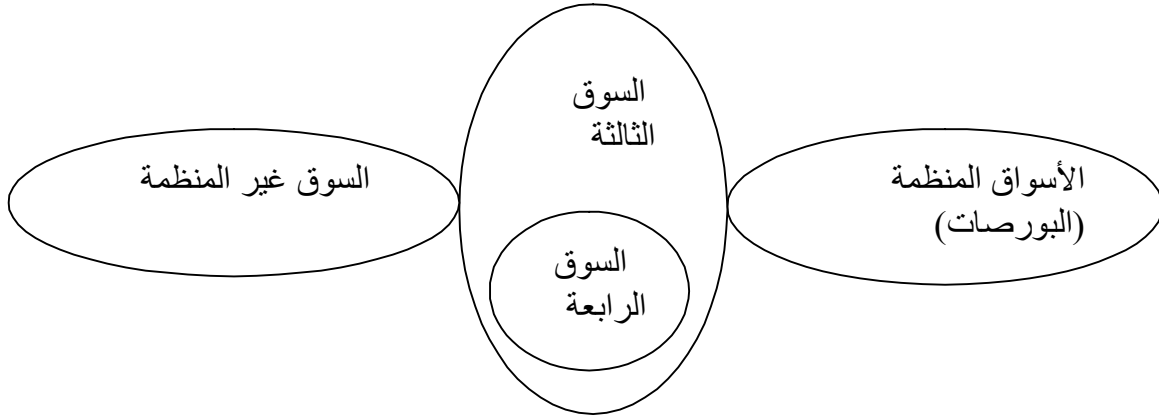 السوق
الثالثة
الأسواق المنظمة
(البورصات)
السوق غير المنظمة
السوق
الرابعة